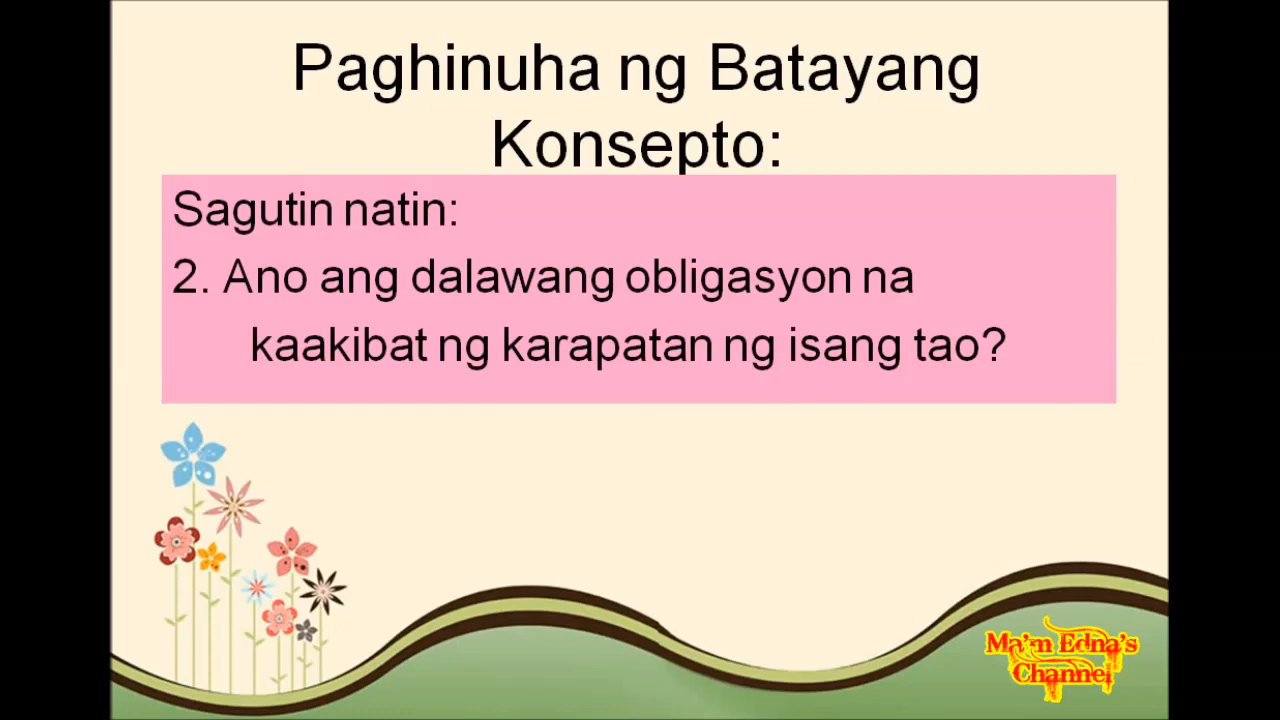 Paghinuha ng Batayang
Konsepto:
Sagutin natin:
2. Ano ang dalawang obligasyon na
kaakibat ng karapatan ng isang tao?
Ma'm Edna's
Channel